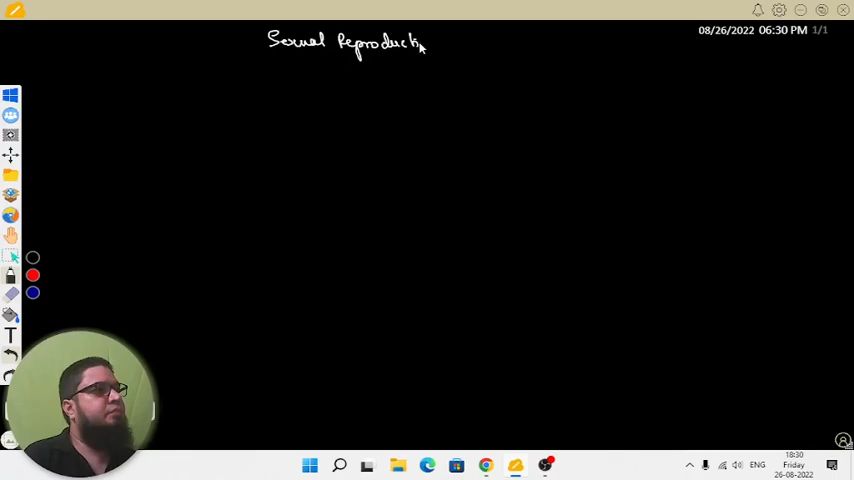 08/26/2022 06:30 PM 1/1
Sexual Reproducti
T
ENG
18:30
Friday
26-08-2022